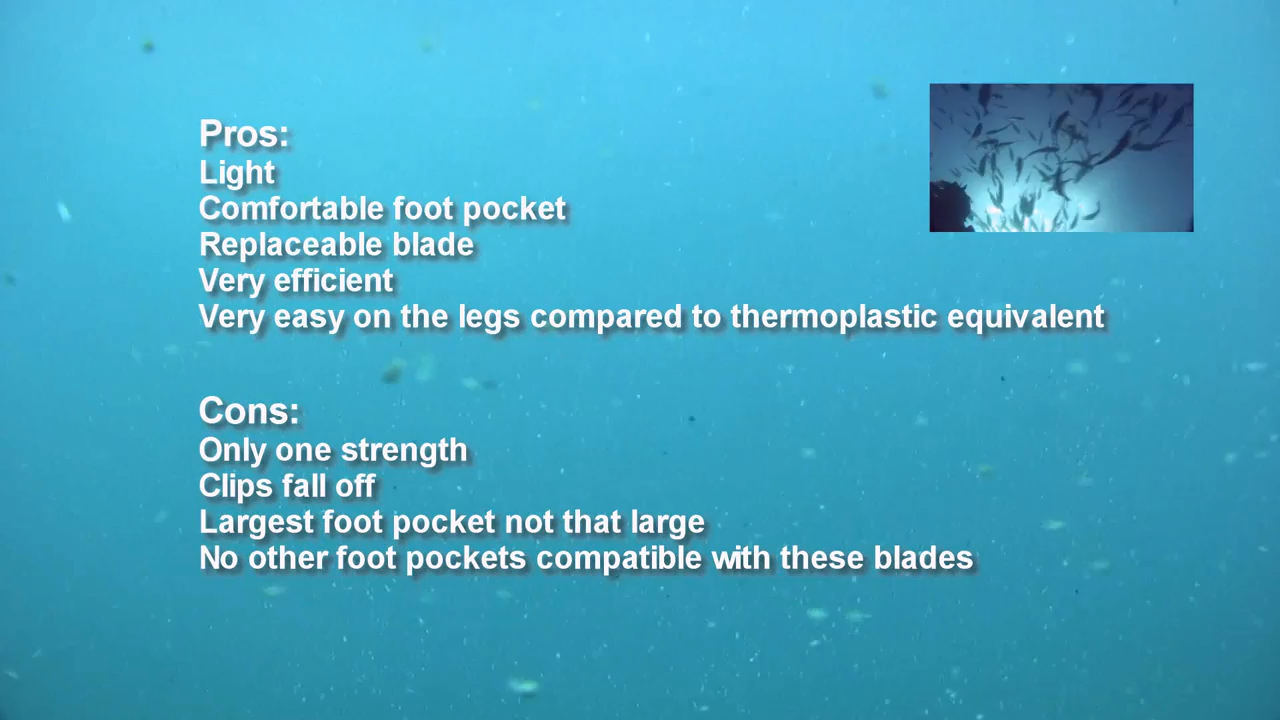 Pros:
Light
Comfortable foot pocket
Replaceable blade
Very efficient
Very easy on the legs compared to thermoplastic equivalent
Cons:
Only one strength
Clips fall off
Largest foot pocket not that large
No other foot pockets compatible with these blades